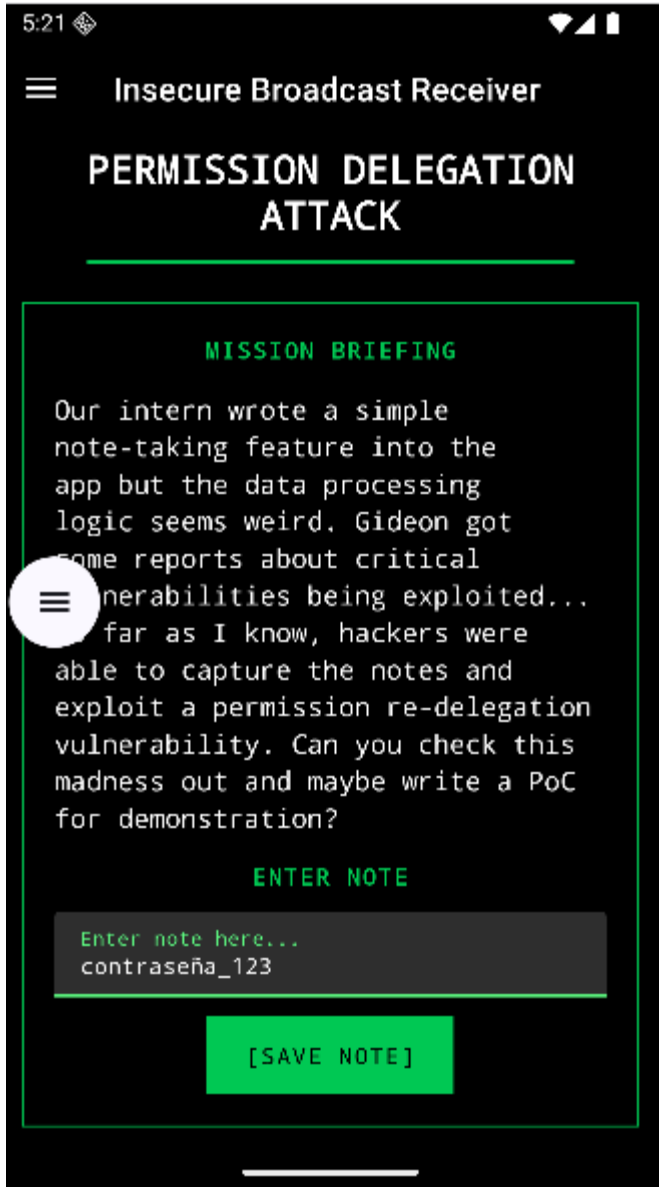 5:21
Insecure Broadcast Receiver
PERMISSION DELEGATION
ATTACK
MISSION BRIEFING
Our intern wrote a simple
note-taking feature into the
app but the data processing
logic seems weird. Gideon got
some reports about critical
nerabilities being exploited...
far as I know, hackers were
able to capture the notes and
exploit a permission re-delegation
vulnerability. Can you check this
madness out and maybe write a PoC
for demonstration?
ENTER NOTE
Enter note here...
contraseña_123
[SAVE NOTE]